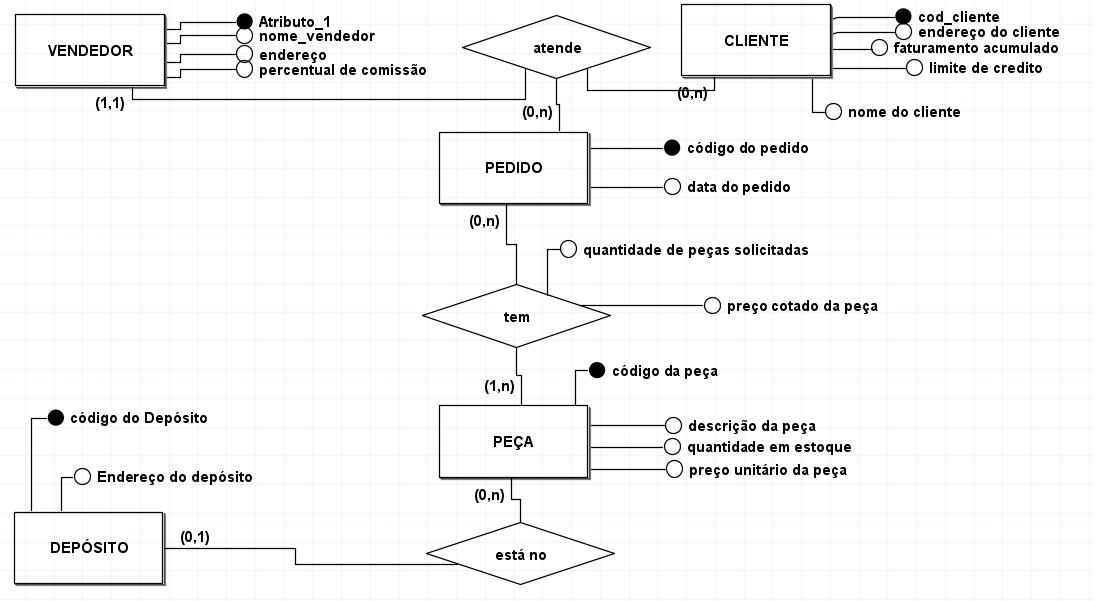 VENDEDOR
Atributo_1
nome_vendedor
endereço
percentual de comissão
(1,1)
atende
(0,n)
CLIENTE
cod_cliente
endereço do cliente
faturamento acumulado
limite de credito
nome do cliente
(0,n)
PEDIDO
código do pedido
data do pedido
(0,n)
quantidade de peças solicitadas
tem
preço cotado da peça
(1,n)
código da peça
PEÇA
descrição da peça
quantidade em estoque
preço unitário da peça
(0,n)
código do Depósito
Endereço do depósito
DEPÓSITO
(0,1)
está no